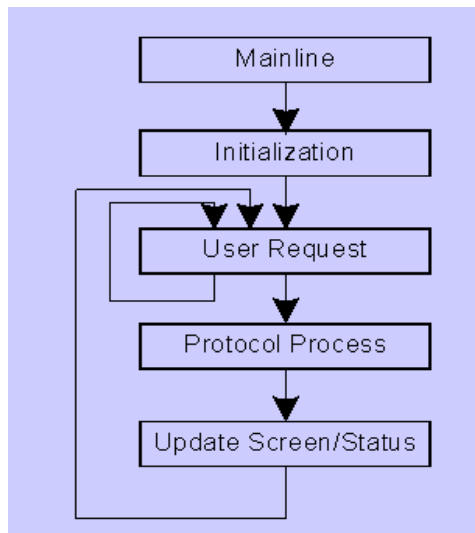 Mainline
Initialization
User Request
Protocol Process
Update Screen/Status